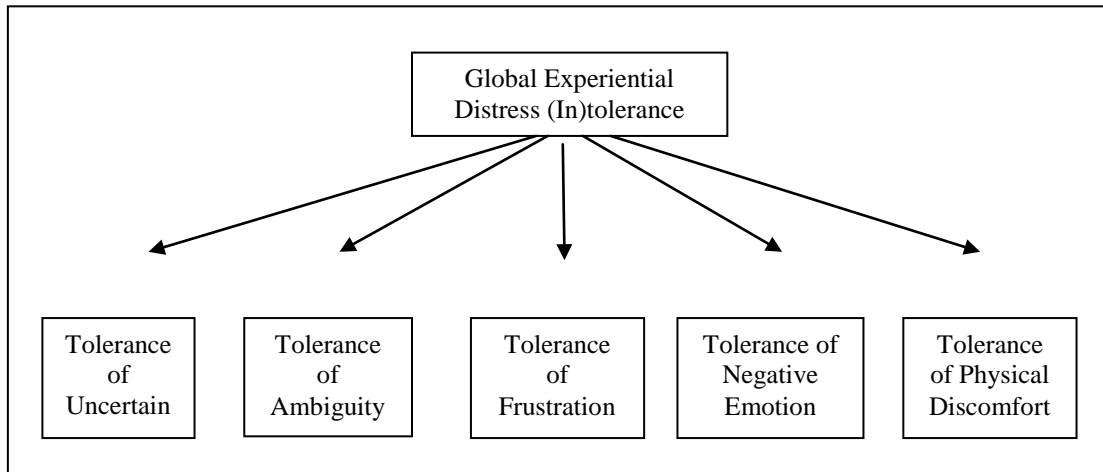 Global Experiential
Distress (In)tolerance
Tolerance
of
Uncertain
Tolerance
of
Ambiguity
Tolerance
of
Frustration
Tolerance of
Negative
Emotion
Tolerance
of Physical
Discomfort